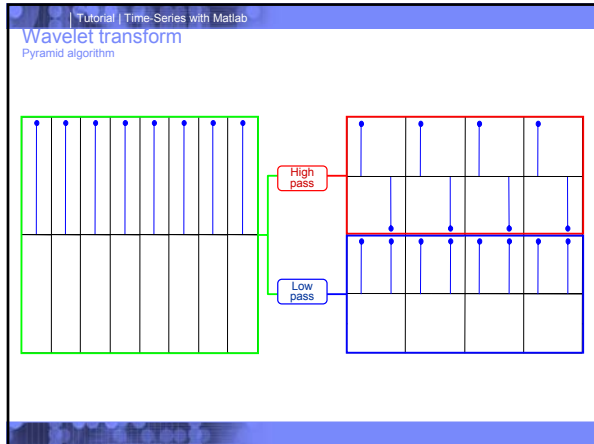 Tutorial | Time-Series with Matlab
Wavelet transform
Pyramid algorithm
High
pass
Low
pass